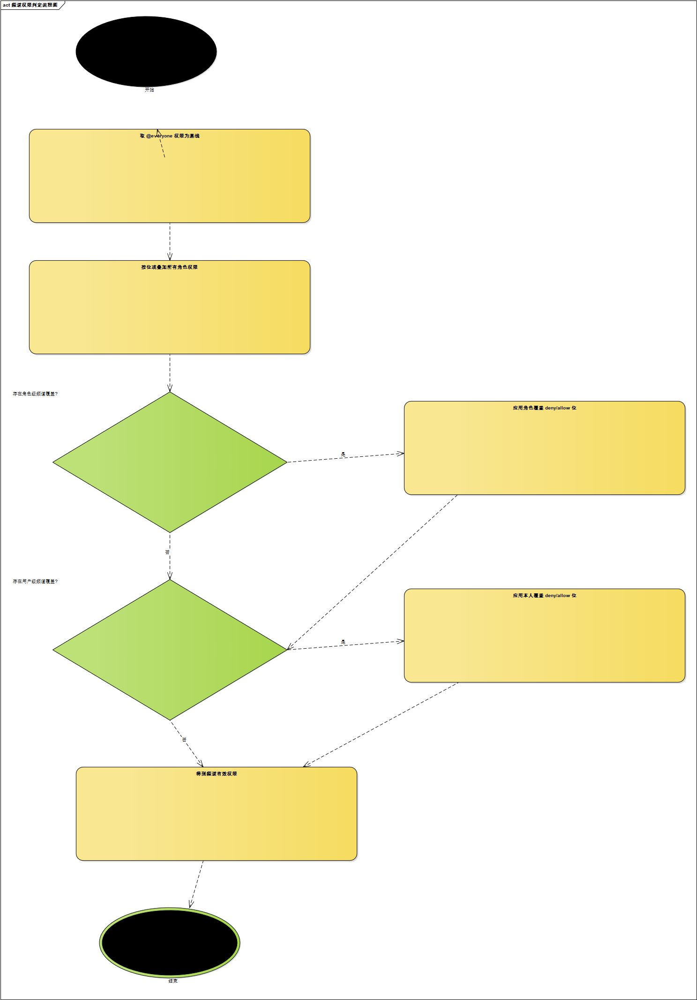 act 频道权限判定流程图
开始
取 @everyone 权限为基线
按位或叠加所有角色权限
存在角色级频道覆盖?
应用角色覆盖 deny/allow 位
是
否
存在用户级频道覆盖?
应用本人覆盖 deny/allow 位
是
否
得到频道有效权限
结束